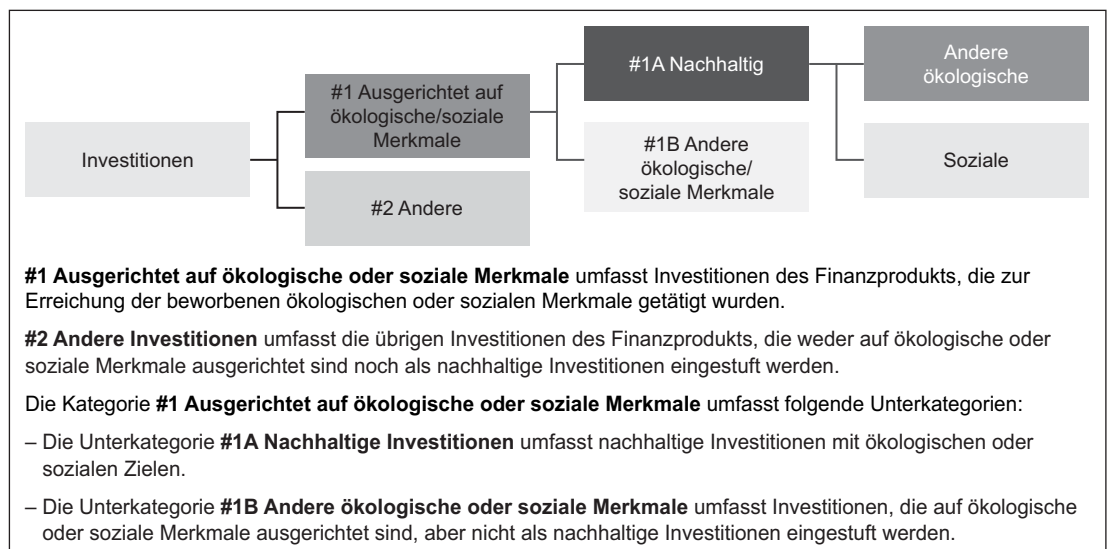 Investitionen
#1 Ausgerichtet auf
ökologische/soziale
Merkmale
#2 Andere
#1A Nachhaltig
#1B Andere
ökologische/
soziale Merkmale
Andere
ökologische
Soziale
#1 Ausgerichtet auf ökologische oder soziale Merkmale umfasst Investitionen des Finanzprodukts, die zur
Erreichung der beworbenen ökologischen oder sozialen Merkmale getätigt wurden.
#2 Andere Investitionen umfasst die übrigen Investitionen des Finanzprodukts, die weder auf ökologische oder
soziale Merkmale ausgerichtet sind noch als nachhaltige Investitionen eingestuft werden.
Die Kategorie #1 Ausgerichtet auf ökologische oder soziale Merkmale umfasst folgende Unterkategorien:
– Die Unterkategorie #1A Nachhaltige Investitionen umfasst nachhaltige Investitionen mit ökologischen oder
sozialen Zielen.
– Die Unterkategorie #1B Andere ökologische oder soziale Merkmale umfasst Investitionen, die auf ökologische
oder soziale Merkmale ausgerichtet sind, aber nicht als nachhaltige Investitionen eingestuft werden.